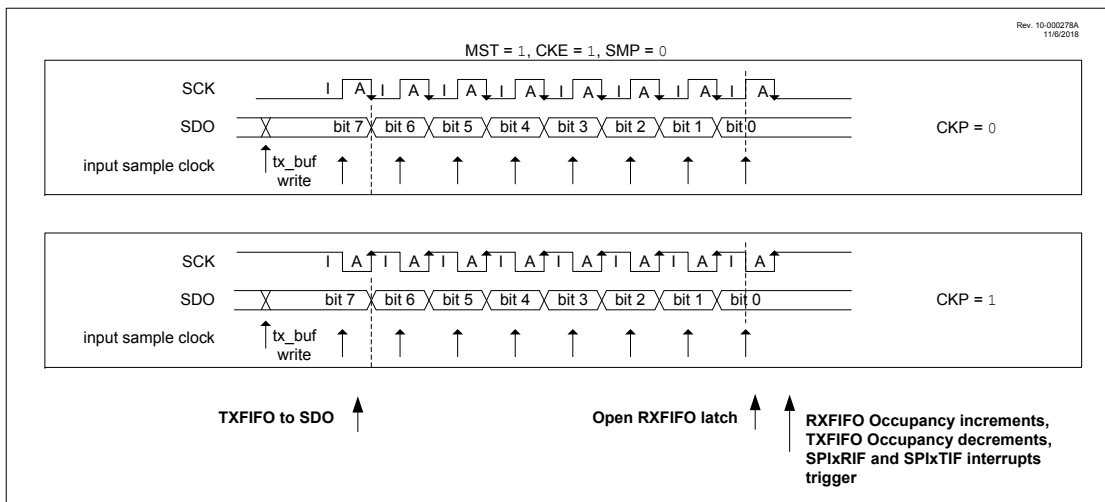 Rev. 10-000278A
11/6/2018
MST = 1, CKE = 1, SMP = 0
SCK I A I A I A I A I A I A I A I A
SDO bit 7 bit 6 bit 5 bit 4 bit 3 bit 2 bit 1 bit 0
CKP = 0
input sample clock
tx_buf
write
SCK I A I A I A I A I A I A I A I A
SDO bit 7 bit 6 bit 5 bit 4 bit 3 bit 2 bit 1 bit 0
CKP = 1
input sample clock
tx_buf
write
TXFIFO to SDO
Open RXFIFO latch
RXFIFO Occupancy increments,
TXFIFO Occupancy decrements,
SPIxRIF and SPIxTIF interrupts
trigger